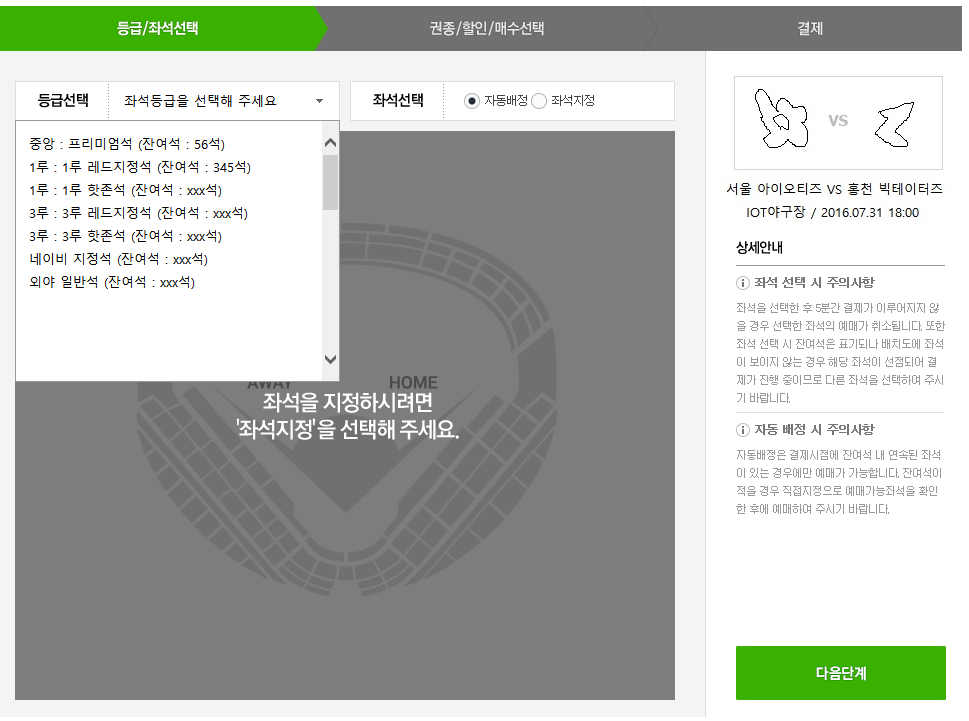 등급/좌석선택
권종/할인/매수선택
결제
등급선택
좌석등급을 선택해 주세요
좌석선택
자동배정
좌석지정
중앙 : 프리미엄석 (잔여석 : 56석)
1루 : 1루 레드지정석 (잔여석 : 345석)
1루 : 1루 핫존석 (잔여석 : xxx석)
3루 : 3루 레드지정석 (잔여석 : xxx석)
3루 : 3루 핫존석 (잔여석 : xxx석)
네이비 지정석 (잔여석 : xxx석)
외야 일반석 (잔여석 : xxx석)
AWAY
HOME
좌석을 지정하시려면
'좌석지정'을 선택해 주세요.
VS
서울 아이오티즈 VS 홍천 빅테이터즈
IOT야구장 / 2016.07.31 18:00
상세안내
좌석 선택 시 주의사항
좌석을 선택한 후 5분간 결제가 이루어지지 않
을 경우 선택한 좌석의 예매가 취소됩니다. 또한
좌석 선택 시 잔여석은 표기되나 배치도에 좌석
이 보이지 않는 경우 해당 좌석이 선점되어 결
제가 진행 중이므로 다른 좌석을 선택하여 주시
기 바랍니다.
자동 배정 시 주의사항
자동배정은 결제시점에 잔여석 내 연속된 좌석
이 있는 경우에만 예매가 가능합니다. 잔여석이
적을 경우 직접지정으로 예매가능좌석을 확인
한 후에 예매하여 주시기 바랍니다.
다음단계